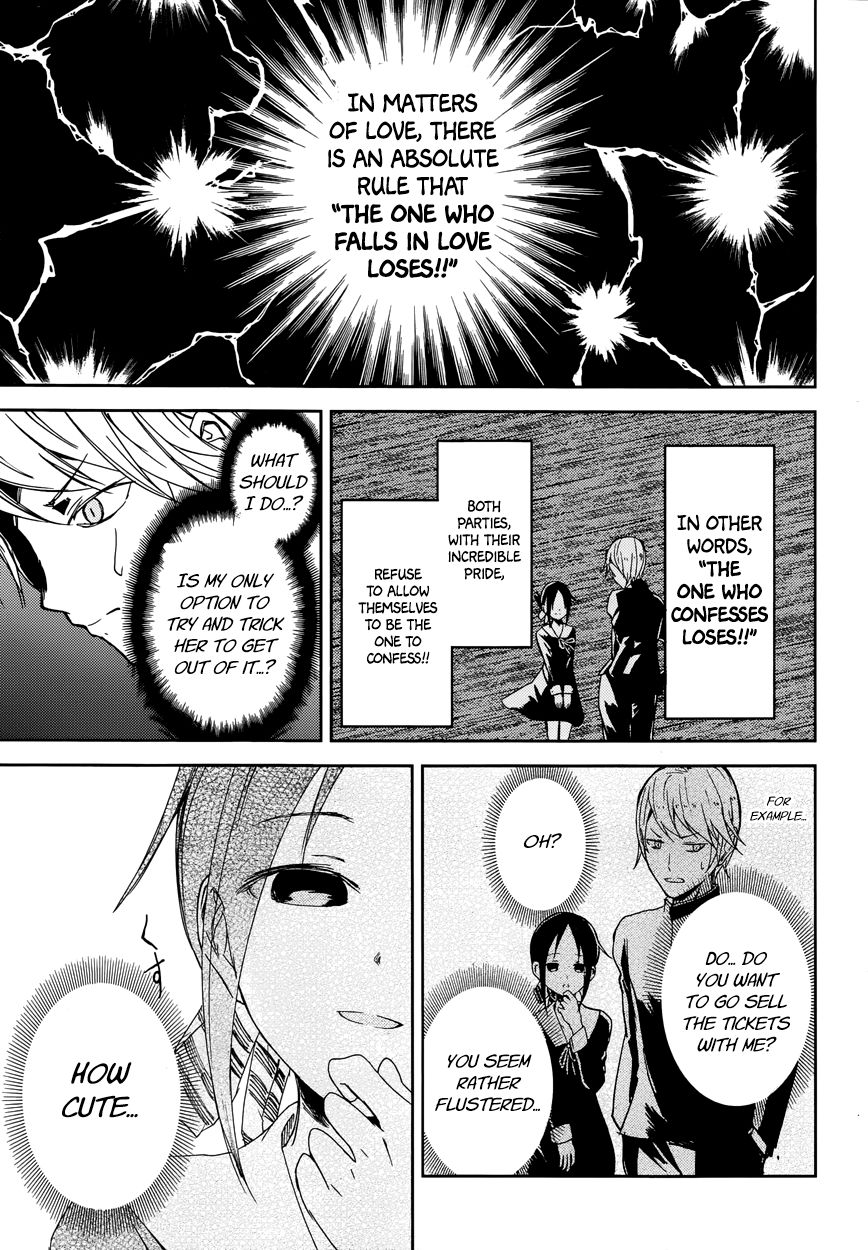 IN MATTERS
OF LOVE, THERE
IS AN ABSOLUTE
RULE THAT
"THE ONE WHO
FALLS IN LOVE
LOSES!!"
IN OTHER
WORDS,
"THE
ONE WHO
CONFESSES
LOSES!!"
BOTH
PARTIES,
WITH THEIR
INCREDIBLE
PRIDE,
REFUSE
TO ALLOW
THEMSELVES
TO BE THE
ONE TO
CONFESS!!
WHAT
SHOULD
I DO...?
IS MY ONLY
OPTION TO
TRY AND TRICK
HER TO GET
OUT OF IT...?
FOR
EXAMPLE...
DO... DO
YOU WANT
TO GO SELL
THE TICKETS
WITH ME?
OH?
YOU SEEM
RATHER
FLUSTERED...
くす
HOW
CUTE...